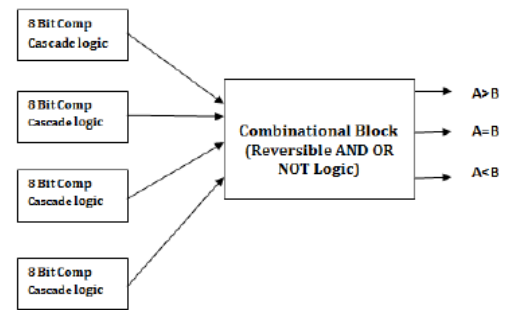 8 Bit Comp
Cascade logic
8 Bit Comp
Cascade logic
8 Bit Comp
Cascade logic
8 Bit Comp
Cascade logic
Combinational Block
(Reversible AND OR
NOT Logic)
A>B
A=B
A<B